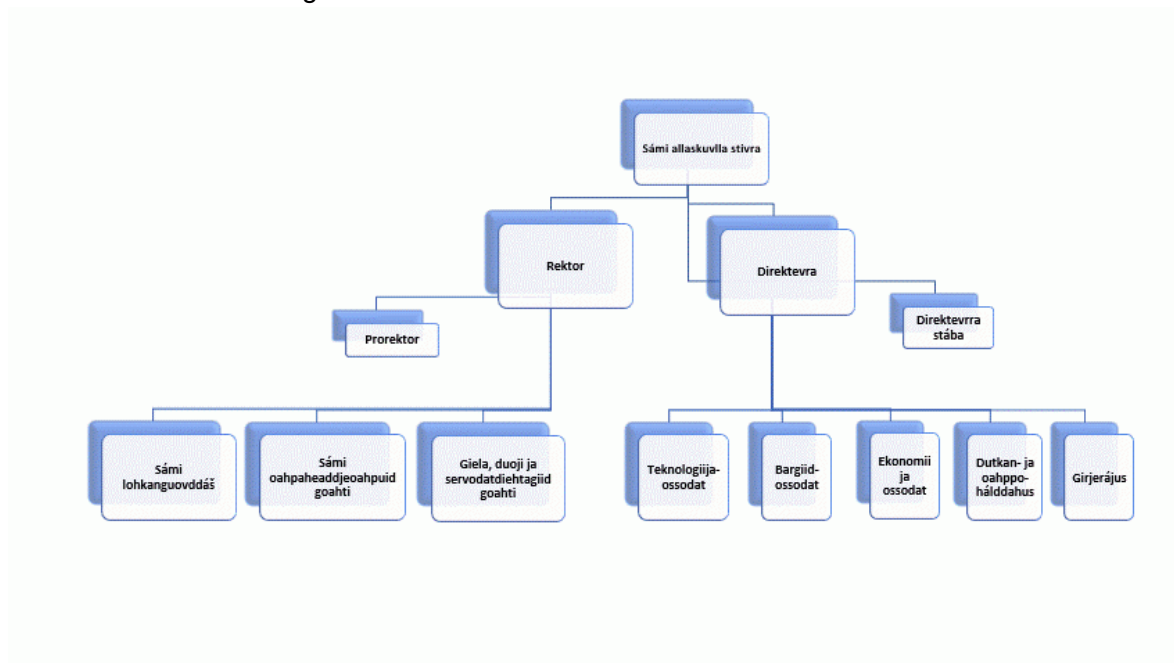 Sámi allaskuvlla stivra
Rektor
Direktevra
Prorektor
Direktevrra
stába
Sámi
lohkanguovddáš
Sámi
oahpaheaddjeoahpuid
goahti
Giela, duoji ja
servodatdiehtagiid
goahti
Teknologiija-
ossodat
Bargiid-
ossodat
Ekonomii
ja
ossodat
Dutkan- ja
oahppo-
hálddahus
Girjerájus